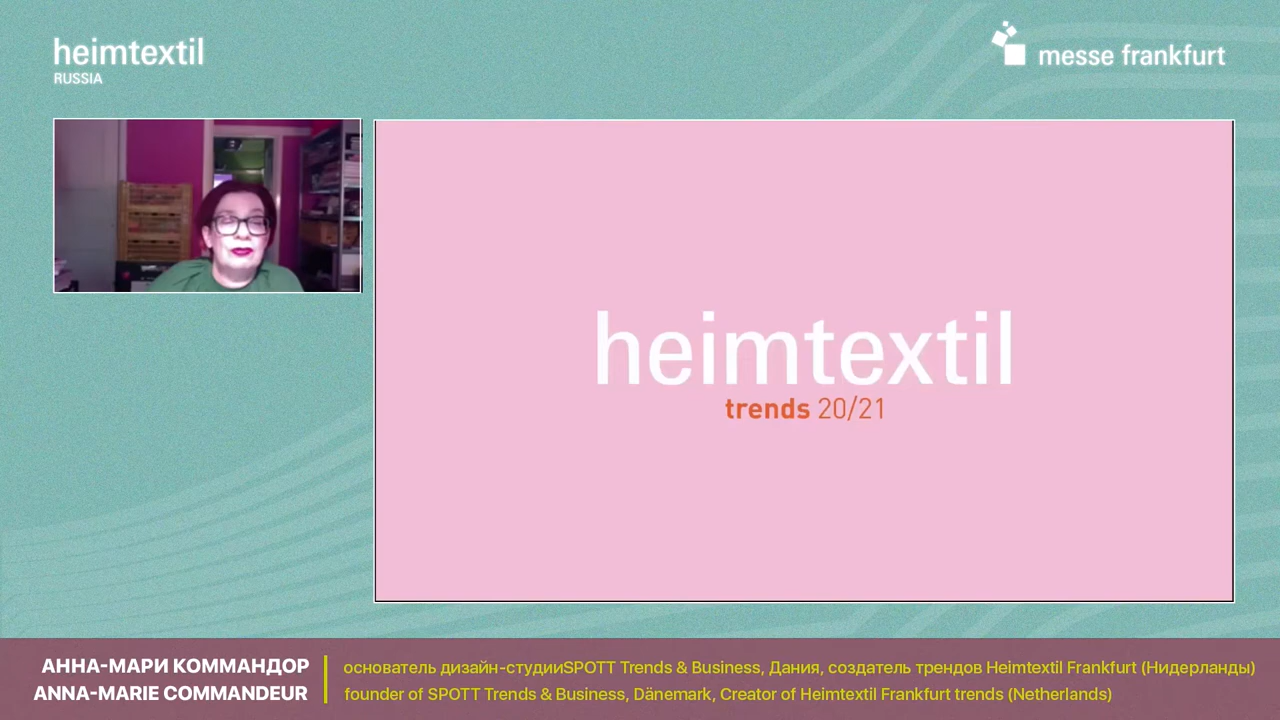 heimtextil
RUSSIA
messe frankfurt
heimtextil
trends 20/21
АННА-МАРИ КОММАНДОР
основатель дизайн-студииSPOTT Trends & Business, Дания, создатель трендов Heimtextil Frankfurt (Нидерланды)
ANNA-MARIE COMMANDEUR
founder of SPOTT Trends & Business, Dänemark, Creator of Heimtextil Frankfurt trends (Netherlands)